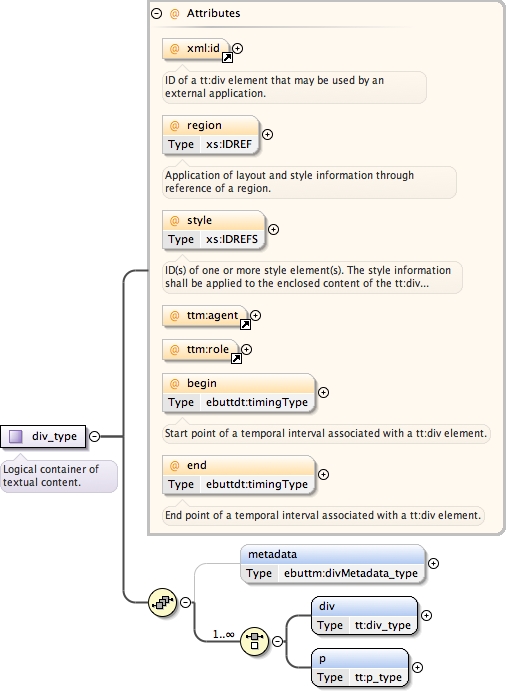 Attributes
@ xml:id
ID of a tt:div element that may be used by an
external application.
@ region
Type xs:IDREF
Application of layout and style information through
reference of a region.
@ style
Type xs:IDREFS
ID(s) of one or more style element(s). The style information
shall be applied to the enclosed content of the tt:div...
@ ttm:agent
@ ttm:role
@ begin
Type ebuttdt:timingType
Start point of a temporal interval associated with a tt:div element.
@ end
Type ebuttdt:timingType
End point of a temporal interval associated with a tt:div element.
div_type
Logical container of
textual content.
metadata
Type ebuttm:divMetadata_type
1..∞
div
Type tt:div_type
p
Type tt:p_type